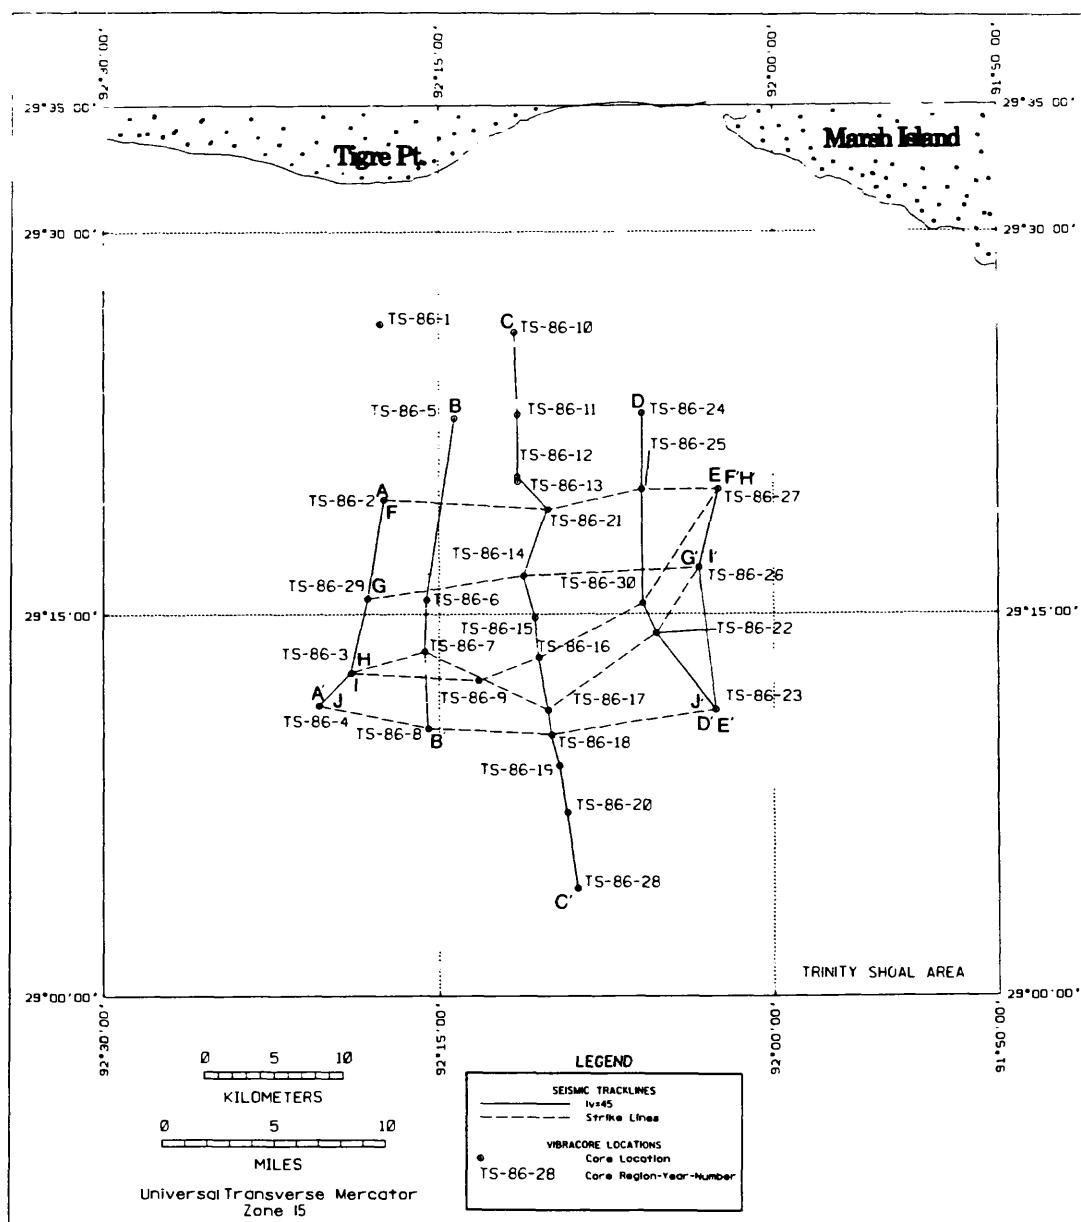 92°30'00'
92°15'00'
92°00'00'
91°50'00'
29°35'00'
29°35 00'
Tigre Pt.
Marsh Island
29°30 00'
29°30 00'
TS-86-1
C
TS-86-10
TS-86-5
B
TS-86-11
D
TS-86-24
TS-86-12
TS-86-25
TS-86-13
E
F'H'
TS-86-27
TS-86-2
A
F
TS-86-21
TS-86-14
G'
I'
TS-86-26
TS-86-29
G
TS-86-6
TS-86-30
29°15'00'
29°15'00'
TS-86-15
TS-86-22
TS-86-7
TS-86-16
TS-86-3
H
I
TS-86-9
A'
J
TS-86-4
TS-86-17
J'
TS-86-23
D'
E'
TS-86-8
B
TS-86-18
TS-86-19
TS-86-20
TS-86-28
C'
TRINITY SHOAL AREA
29°00'00'
29°00'00'
92°30'00'
92°15'00'
92°00'00'
91°50'00'
0 5 10
KILOMETERS
0 5 10
MILES
Universal Transverse Mercator
Zone 15
LEGEND
SEISMIC TRACKLINES
lv=45
Strike Lines
VIBRACORE LOCATIONS
Core Location
TS-86-28 Core Region-Year-Number